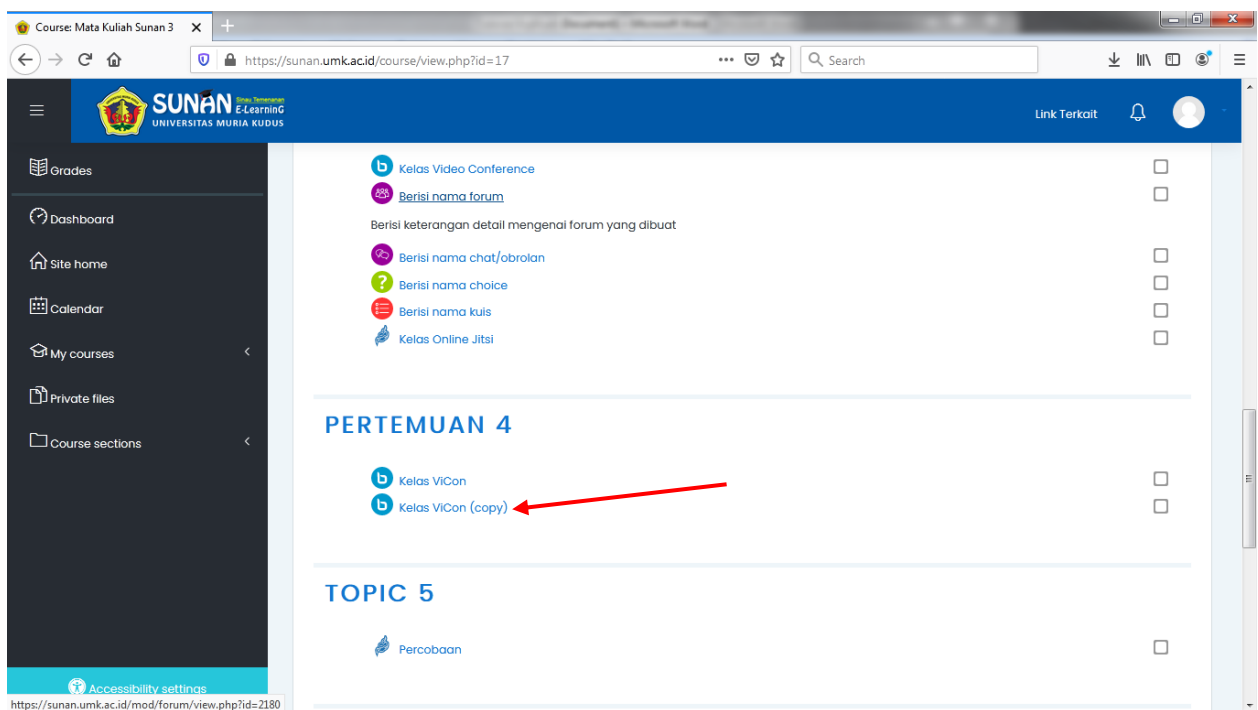 Course: Mata Kuliah Sunan 3
https://sunan.umk.ac.id/course/view.php?id=17
Search
SUNAN Sinau Temenanan E-Learning
UNIVERSITAS MURIA KUDUS
Link Terkait
Grades
Dashboard
Site home
Calendar
My courses
Private files
Course sections
Accessibility settings
Kelas Video Conference
Berisi nama forum
Berisi keterangan detail mengenai forum yang dibuat
Berisi nama chat/obrolan
Berisi nama choice
Berisi nama kuis
Kelas Online Jitsi
PERTEMUAN 4
Kelas ViCon
Kelas ViCon (copy)
TOPIC 5
Percobaan
https://sunan.umk.ac.id/mod/forum/view.php?id=2180